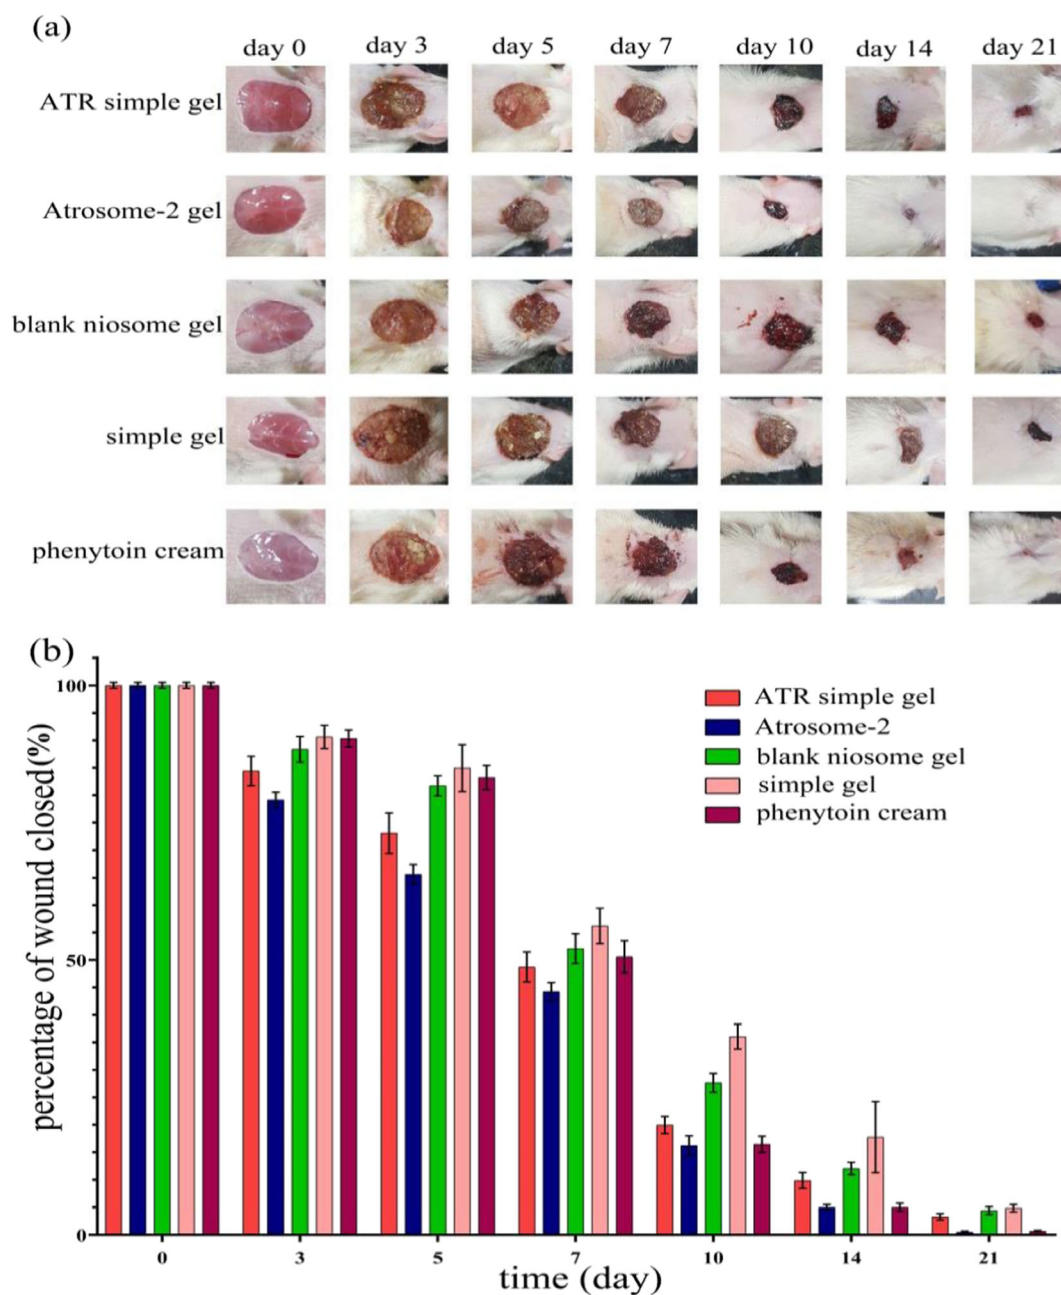 (a)
day 0 day 3 day 5 day 7 day 10 day 14 day 21
ATR simple gel
Atrosome-2 gel
blank niosome gel
simple gel
phenytoin cream
(b)
percentage of wound closed(%)
100
50
0
ATR simple gel
Atrosome-2
blank niosome gel
simple gel
phenytoin cream
0 3 5 7 10 14 21
time (day)